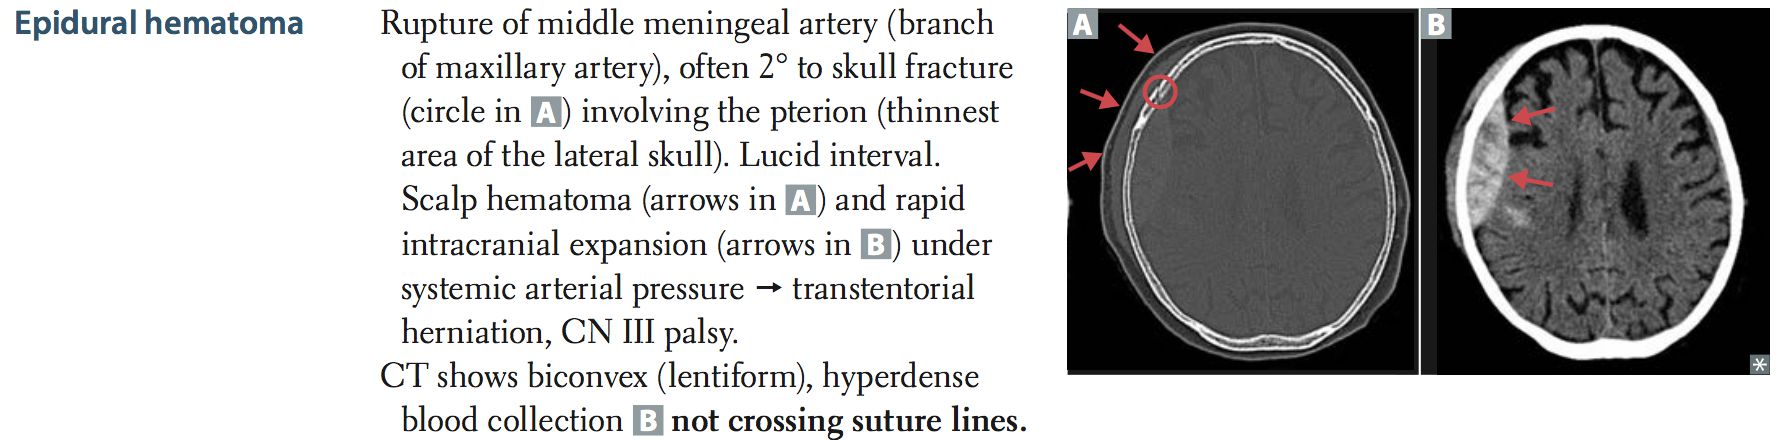 Epidural hematoma
Rupture of middle meningeal artery (branch
of maxillary artery), often 2° to skull fracture
(circle in A) involving the pterion (thinnest
area of the lateral skull). Lucid interval.
Scalp hematoma (arrows in A) and rapid
intracranial expansion (arrows in B) under
systemic arterial pressure → transtentorial
herniation, CN III palsy.
CT shows biconvex (lentiform), hyperdense
blood collection B not crossing suture lines.
A
B
*